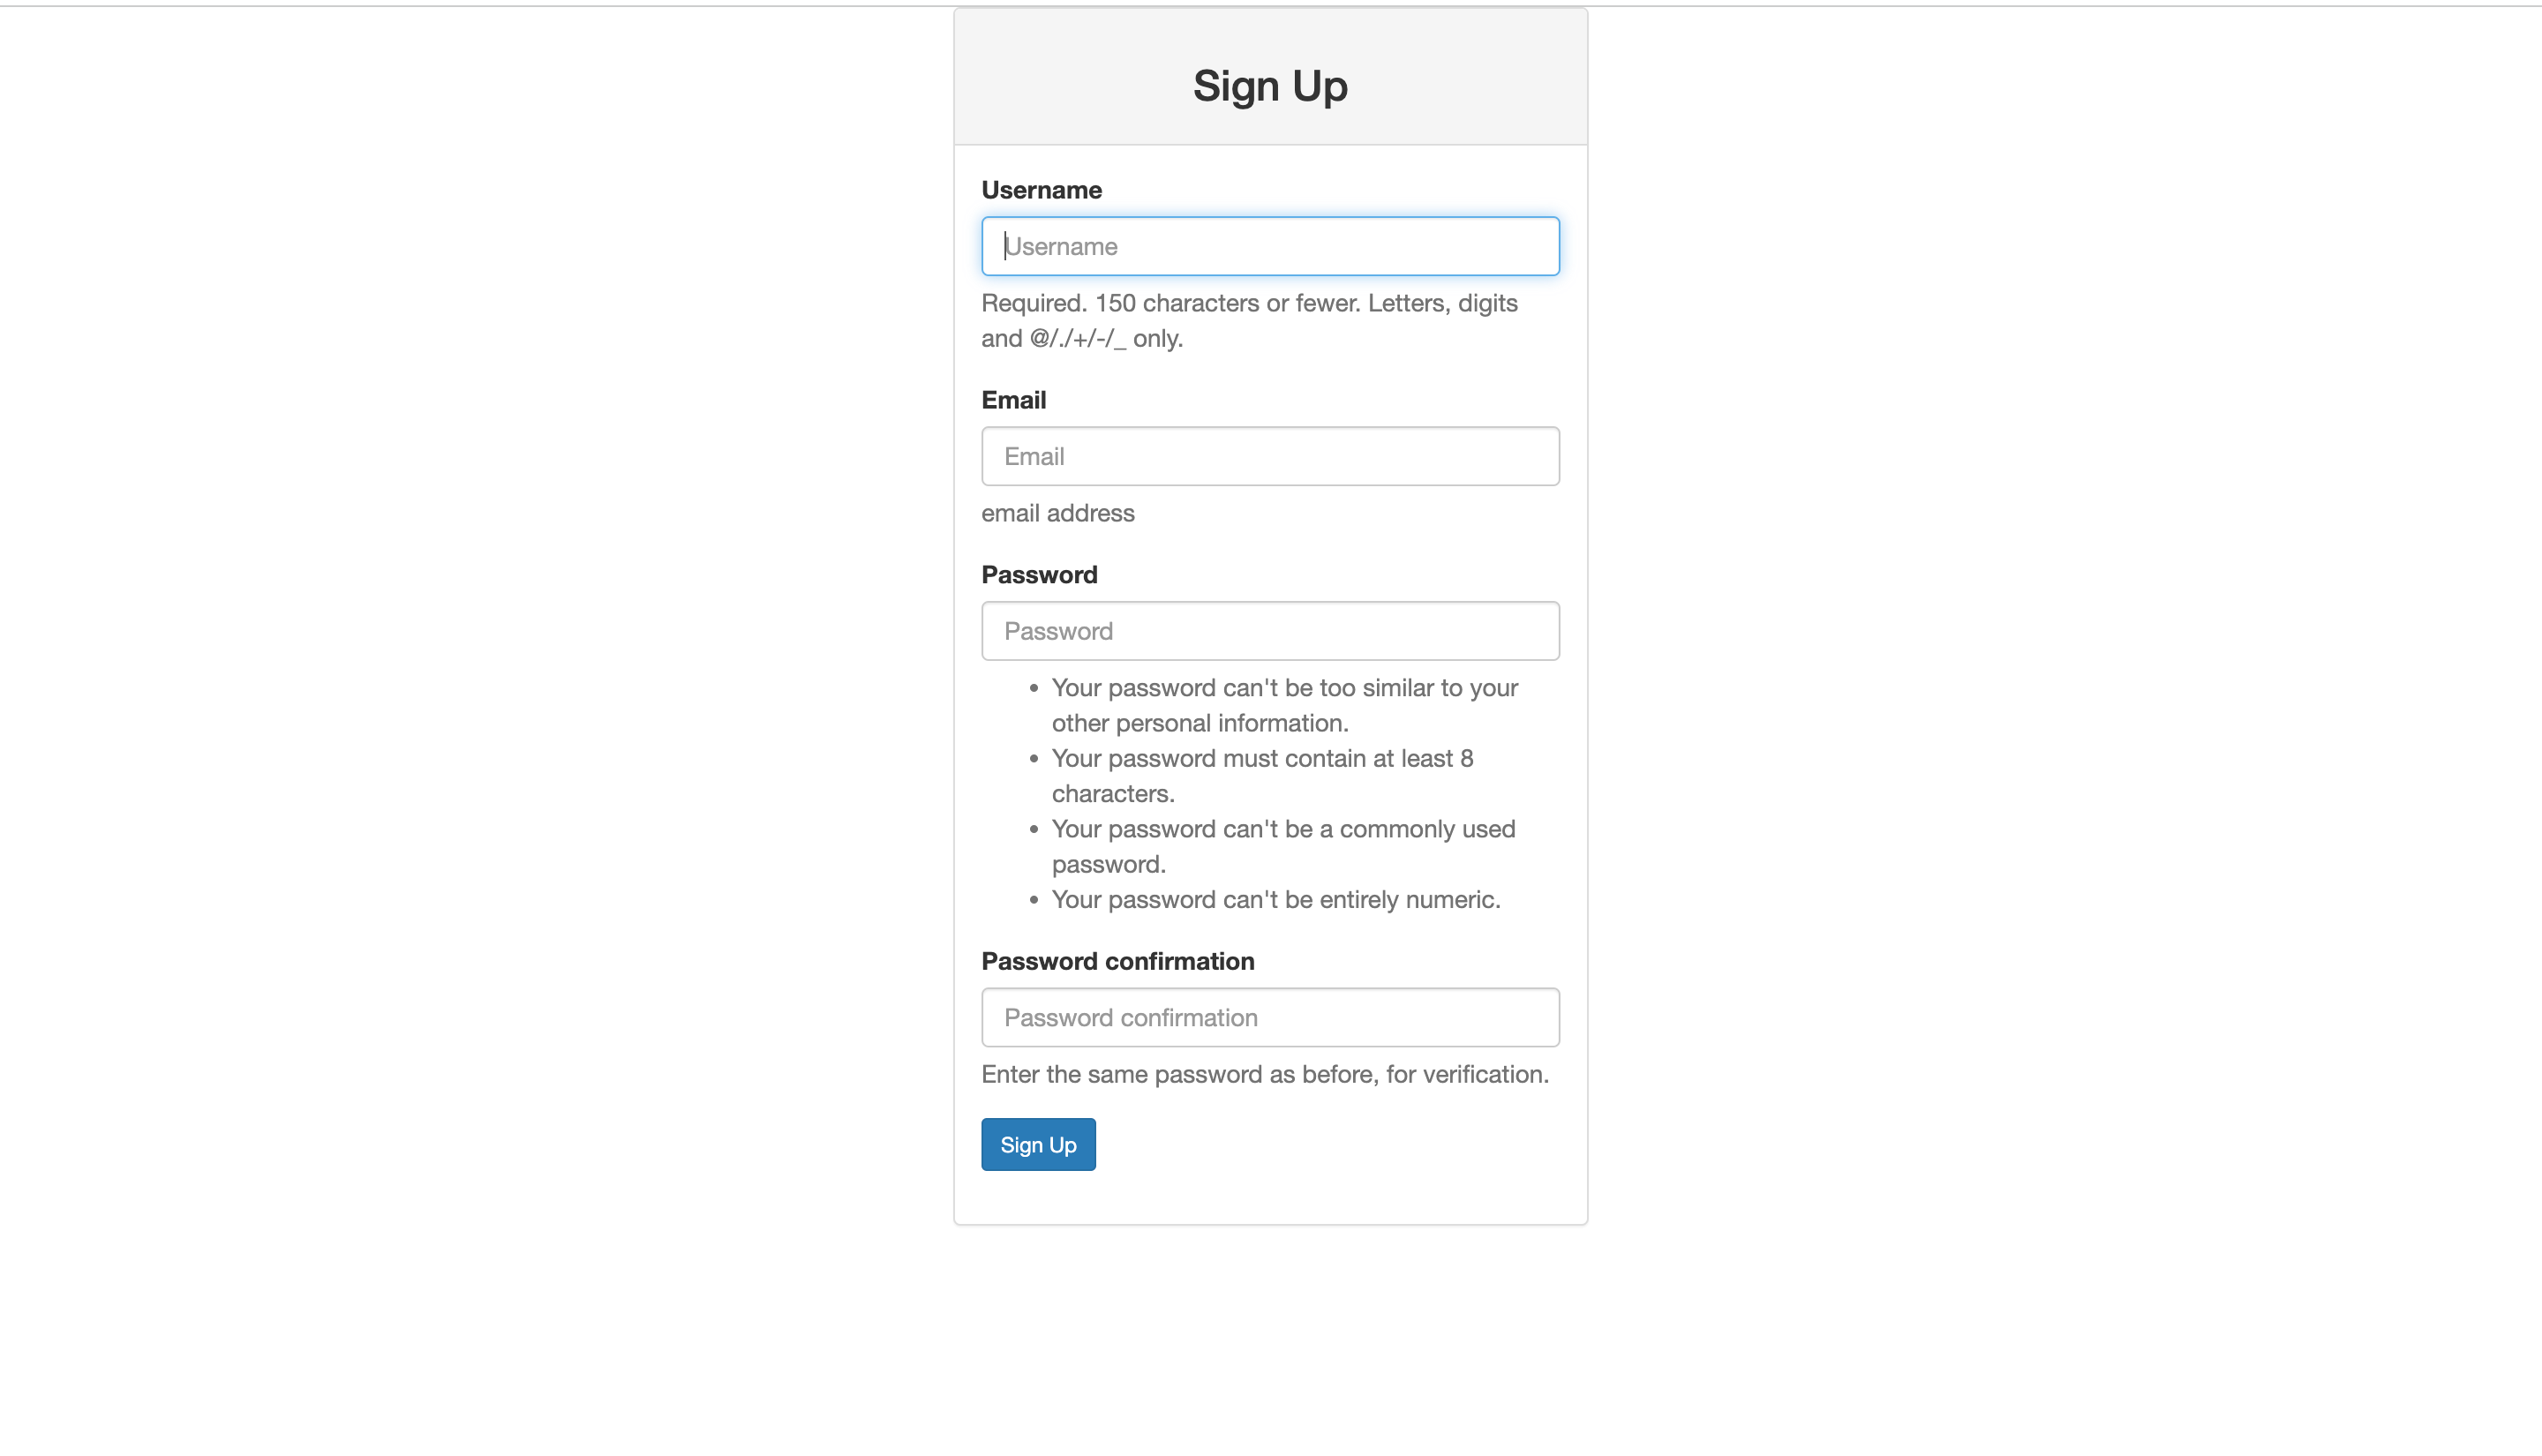 Sign Up
Username
Username
Required. 150 characters or fewer. Letters, digits
and @/./+/-/_ only.
Email
Email
email address
Password
Password
• Your password can't be too similar to your
other personal information.
• Your password must contain at least 8
characters.
• Your password can't be a commonly used
password.
• Your password can't be entirely numeric.
Password confirmation
Password confirmation
Enter the same password as before, for verification.
Sign Up